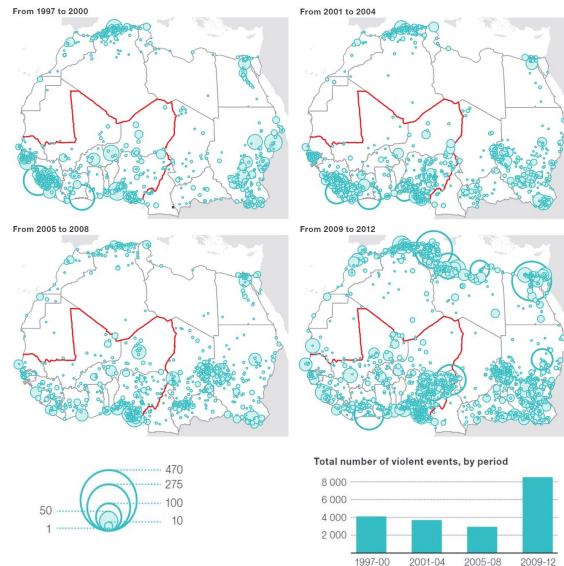 From 1997 to 2000
From 2001 to 2004
From 2005 to 2008
From 2009 to 2012
470
275
100
50
10
1
Total number of violent events, by period
8 000
6 000
4 000
2 000
1997-00 2001-04 2005-08 2009-12